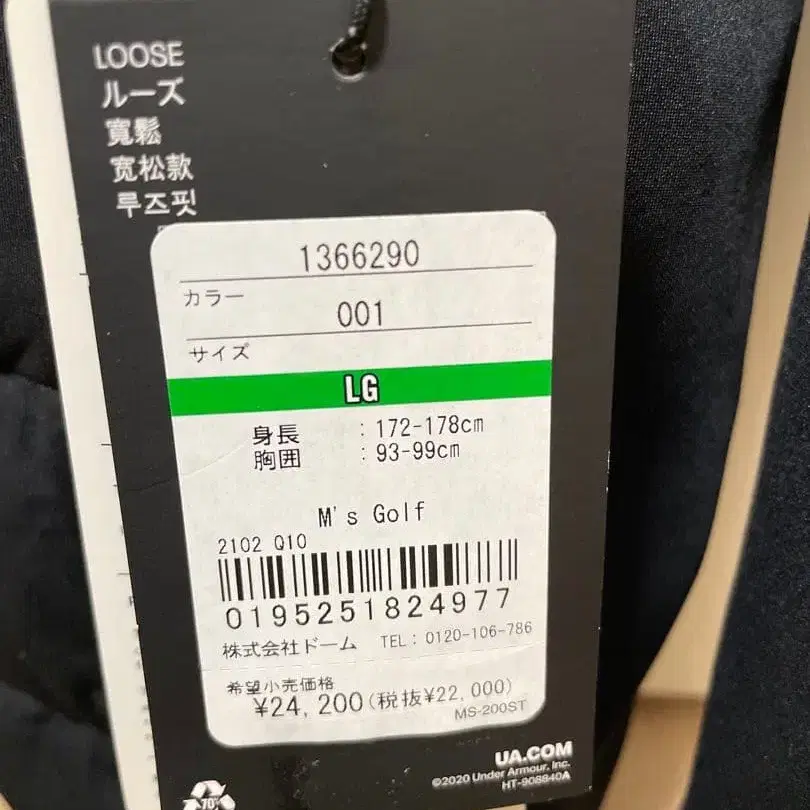 LOOSE
ルーズ
寬鬆
宽松款
루즈핏
1366290
カラー
001
サイズ
LG
身長 : 172-178cm
胸囲 : 93-99cm
M's Golf
2102 Q10
0195251824977
株式会社ドーム TEL: 0120-106-786
希望小売価格
¥24,200(税抜¥22,000)
MS-200ST
UA.COM
©2020 Under Armour, Inc.
HT-908840A
70%